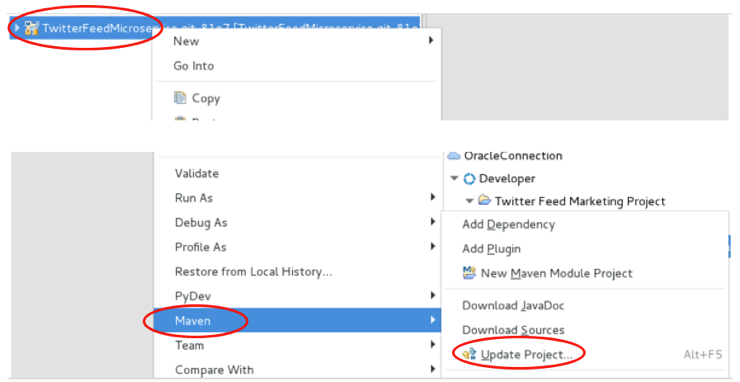 TwitterFeedMicroservice.git-81e7 [TwitterFeedMicroservice.git-81e
New
Go Into
Copy
OracleConnection
Validate
Developer
Run As
Twitter Feed Marketing Project
Debug As
Add Dependency
Profile As
Add Plugin
Restore from Local History...
New Maven Module Project
PyDev
Download JavaDoc
Maven
Download Sources
Team
Update Project... Alt+F5
Compare With